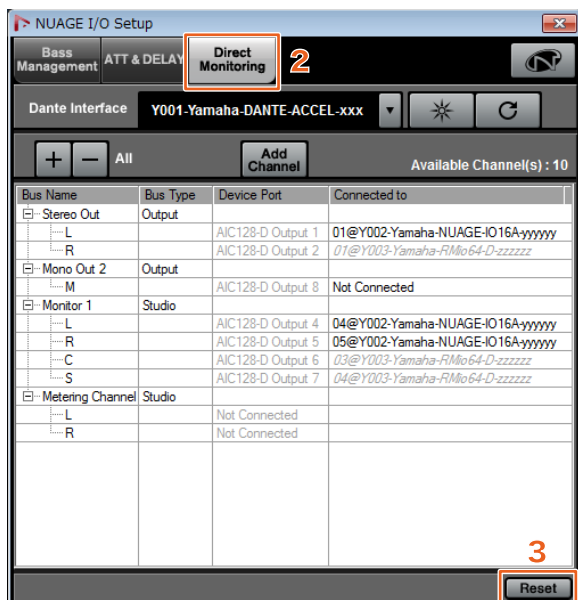 NUAGE I/O Setup
Bass Management ATT & DELAY Direct Monitoring 2
Dante Interface Y001-Yamaha-DANTE-ACCEL-xxx
+ − All Add Channel Available Channel(s) : 10
Bus Name Bus Type Device Port Connected to
Stereo Out Output
L AIC128-D Output 1 01@Y002-Yamaha-NUAGE-IO16A-yyyyyy
R AIC128-D Output 2 01@Y003-Yamaha-RMio64-D-zzzzzz
Mono Out 2 Output
M AIC128-D Output 8 Not Connected
Monitor 1 Studio
L AIC128-D Output 4 04@Y002-Yamaha-NUAGE-IO16A-yyyyyy
R AIC128-D Output 5 05@Y002-Yamaha-NUAGE-IO16A-yyyyyy
C AIC128-D Output 6 03@Y003-Yamaha-RMio64-D-zzzzzz
S AIC128-D Output 7 04@Y003-Yamaha-RMio64-D-zzzzzz
Metering Channel Studio
L Not Connected
R Not Connected
3
Reset